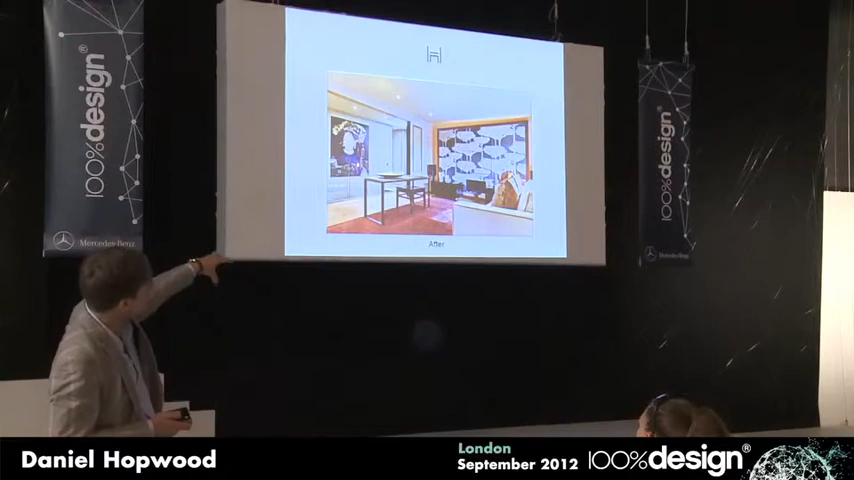 100%design®
Mercedes-Benz
After
100%design®
Mercedes-Benz
Daniel Hopwood
London
September 2012
100%design®